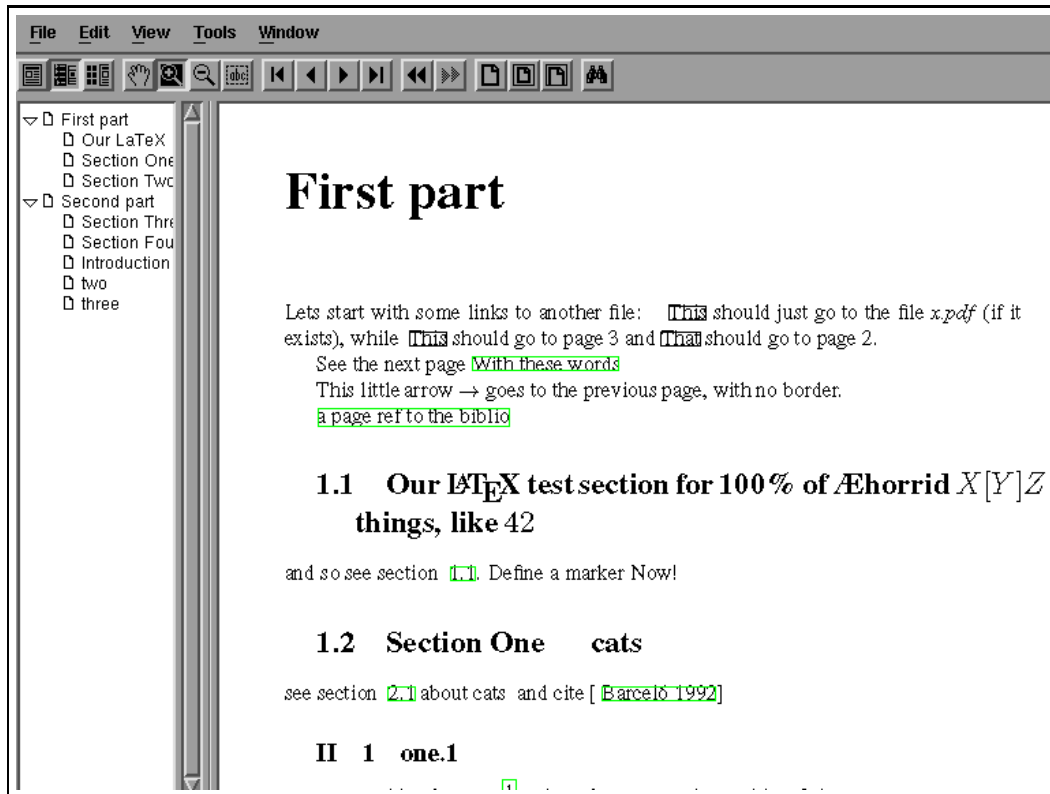 File Edit View Tools Window
abc
First part
Our LaTeX
Section One
Section Two
Second part
Section Thre
Section Fou
Introduction
two
three
First part
Lets start with some links to another file: This should just go to the file x.pdf (if it
exists), while This should go to page 3 and That should go to page 2.
See the next page With these words
This little arrow → goes to the previous page, with no border.
a page ref to the biblio
1.1 Our LATEX test section for 100% of Æhorrid X[Y]Z
things, like 42
and so see section 1.1. Define a marker Now!
1.2 Section One cats
see section 2.1 about cats and cite [ Barceló 1992]
II 1 one.1
1